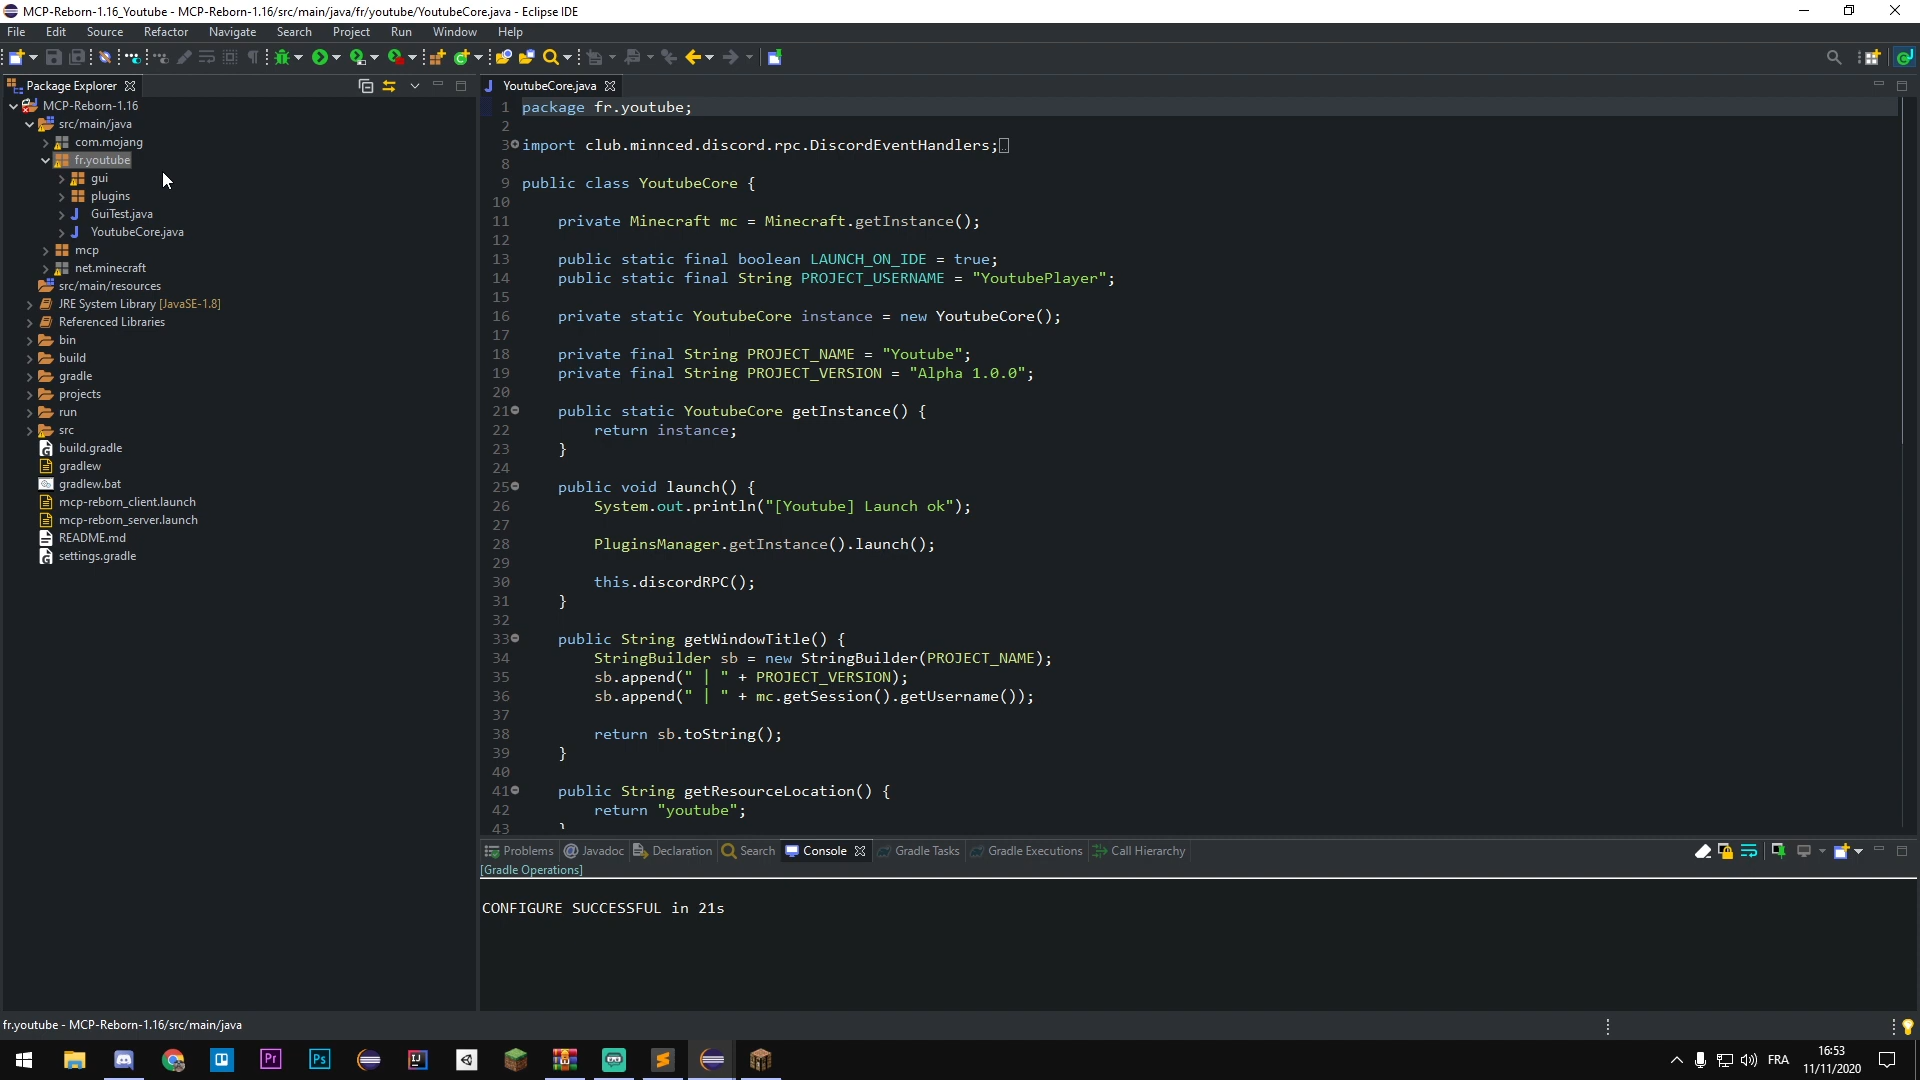 MCP-Reborn-1.16_Youtube - MCP-Reborn-1.16/src/main/java/fr/youtube/YoutubeCore.java - Eclipse IDE
File Edit Source Refactor Navigate Search Project Run Window Help
Package Explorer
MCP-Reborn-1.16
src/main/java
com.mojang
fr.youtube
gui
plugins
GuiTest.java
YoutubeCore.java
mcp
net.minecraft
src/main/resources
JRE System Library [JavaSE-1.8]
Referenced Libraries
bin
build
gradle
projects
run
src
build.gradle
gradlew
gradlew.bat
mcp-reborn_client.launch
mcp-reborn_server.launch
README.md
settings.gradle
YoutubeCore.java
1 package fr.youtube;
2
3 import club.minnced.discord.rpc.DiscordEventHandlers;
8
9 public class YoutubeCore {
10
11 private Minecraft mc = Minecraft.getInstance();
12
13 public static final boolean LAUNCH_ON_IDE = true;
14 public static final String PROJECT_USERNAME = "YoutubePlayer";
15
16 private static YoutubeCore instance = new YoutubeCore();
17
18 private final String PROJECT_NAME = "Youtube";
19 private final String PROJECT_VERSION = "Alpha 1.0.0";
20
21 public static YoutubeCore getInstance() {
22 return instance;
23 }
24
25 public void launch() {
26 System.out.println("[Youtube] Launch ok");
27
28 PluginsManager.getInstance().launch();
29
30 this.discordRPC();
31 }
32
33 public String getWindowTitle() {
34 StringBuilder sb = new StringBuilder(PROJECT_NAME);
35 sb.append(" | " + PROJECT_VERSION);
36 sb.append(" | " + mc.getSession().getUsername());
37
38 return sb.toString();
39 }
40
41 public String getResourceLocation() {
42 return "youtube";
43 }
Problems Javadoc Declaration Search Console Gradle Tasks Gradle Executions Call Hierarchy
[Gradle Operations]
CONFIGURE SUCCESSFUL in 21s
fr.youtube - MCP-Reborn-1.16/src/main/java
Pr Ps IJ
FRA
16:53
11/11/2020